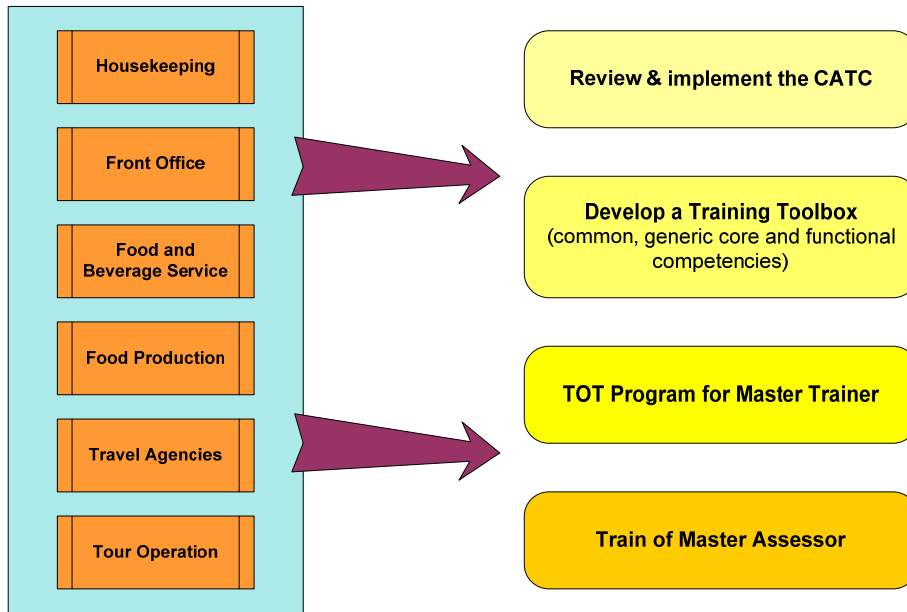 Housekeeping
Front Office
Food and
Beverage Service
Food Production
Travel Agencies
Tour Operation
Review & implement the CATC
Develop a Training Toolbox
(common, generic core and functional
competencies)
TOT Program for Master Trainer
Train of Master Assessor